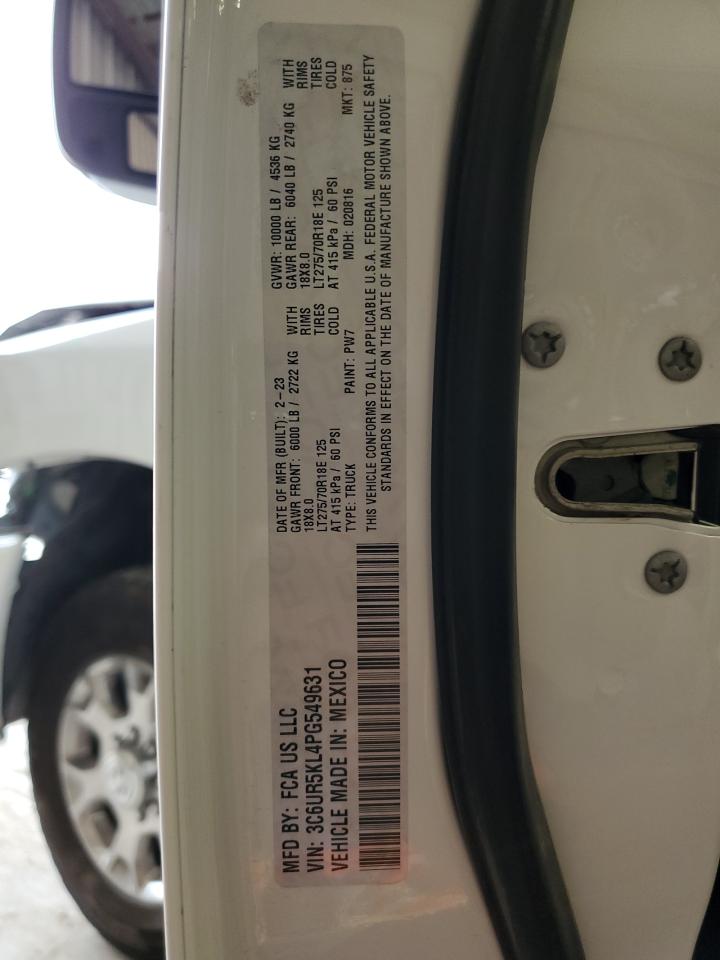 MFD BY: FCA US LLC
VIN: 3C6UR5KL4PG549631
VEHICLE MADE IN: MEXICO
DATE OF MFR (BUILT): 2-23 GVWR: 10000 LB / 4536 KG
GAWR FRONT: 6000 LB / 2722 KG WITH GAWR REAR: 6040 LB / 2740 KG WITH
18X8.0 RIMS 18X8.0 RIMS
LT275/70R18E 125 TIRES LT275/70R18E 125 TIRES
AT 415 kPa / 60 PSI COLD AT 415 kPa / 60 PSI COLD
TYPE: TRUCK PAINT: PW7 MDH: 020816 MKT: 875
THIS VEHICLE CONFORMS TO ALL APPLICABLE U.S.A. FEDERAL MOTOR VEHICLE SAFETY
STANDARDS IN EFFECT ON THE DATE OF MANUFACTURE SHOWN ABOVE.